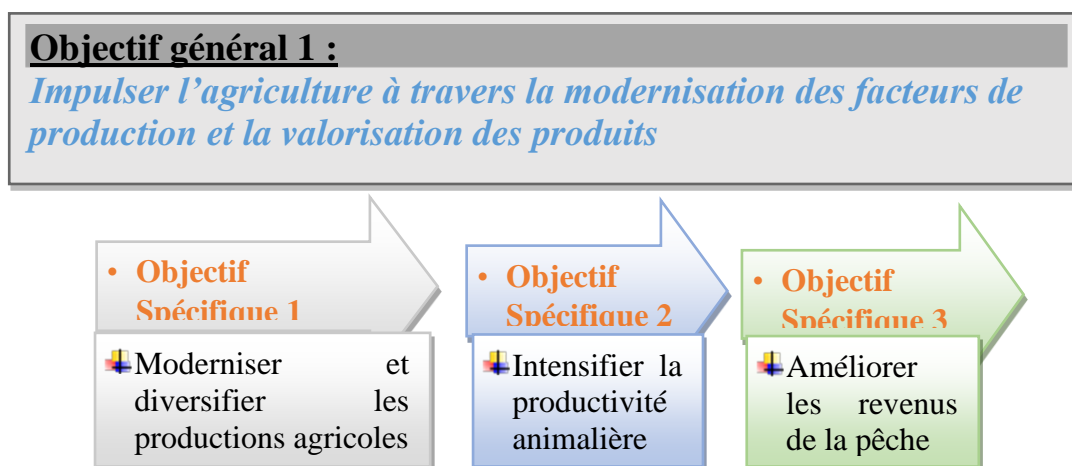 Objectif général 1 :
Impulser l’agriculture à travers la modernisation des facteurs de
production et la valorisation des produits
• Objectif
Spécifique 1
Moderniser et
diversifier les
productions agricoles
• Objectif
Spécifique 2
Intensifier la
productivité
animalière
• Objectif
Spécifique 3
Améliorer
les revenus
de la pêche